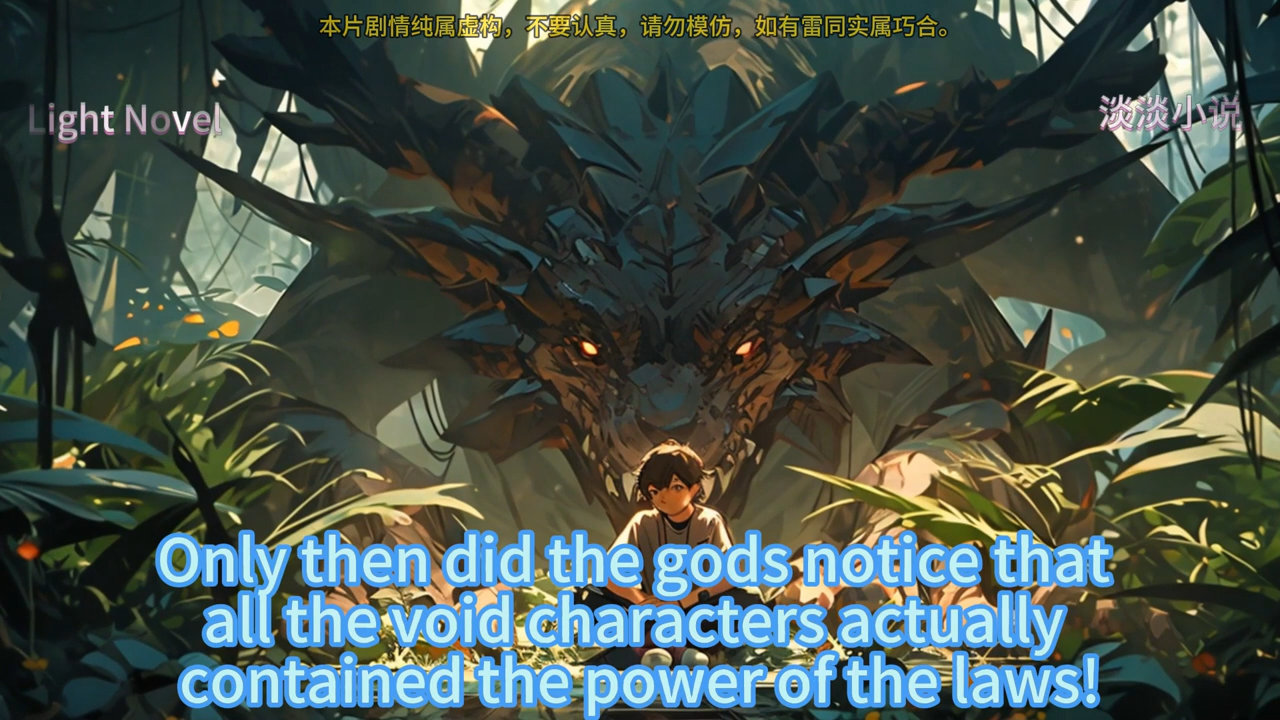 本片剧情纯属虚构，不要认真，请勿模仿，如有雷同实属巧合。
Light Novel
淡淡小说
Only then did the gods notice that
all the void characters actually
contained the power of the laws!